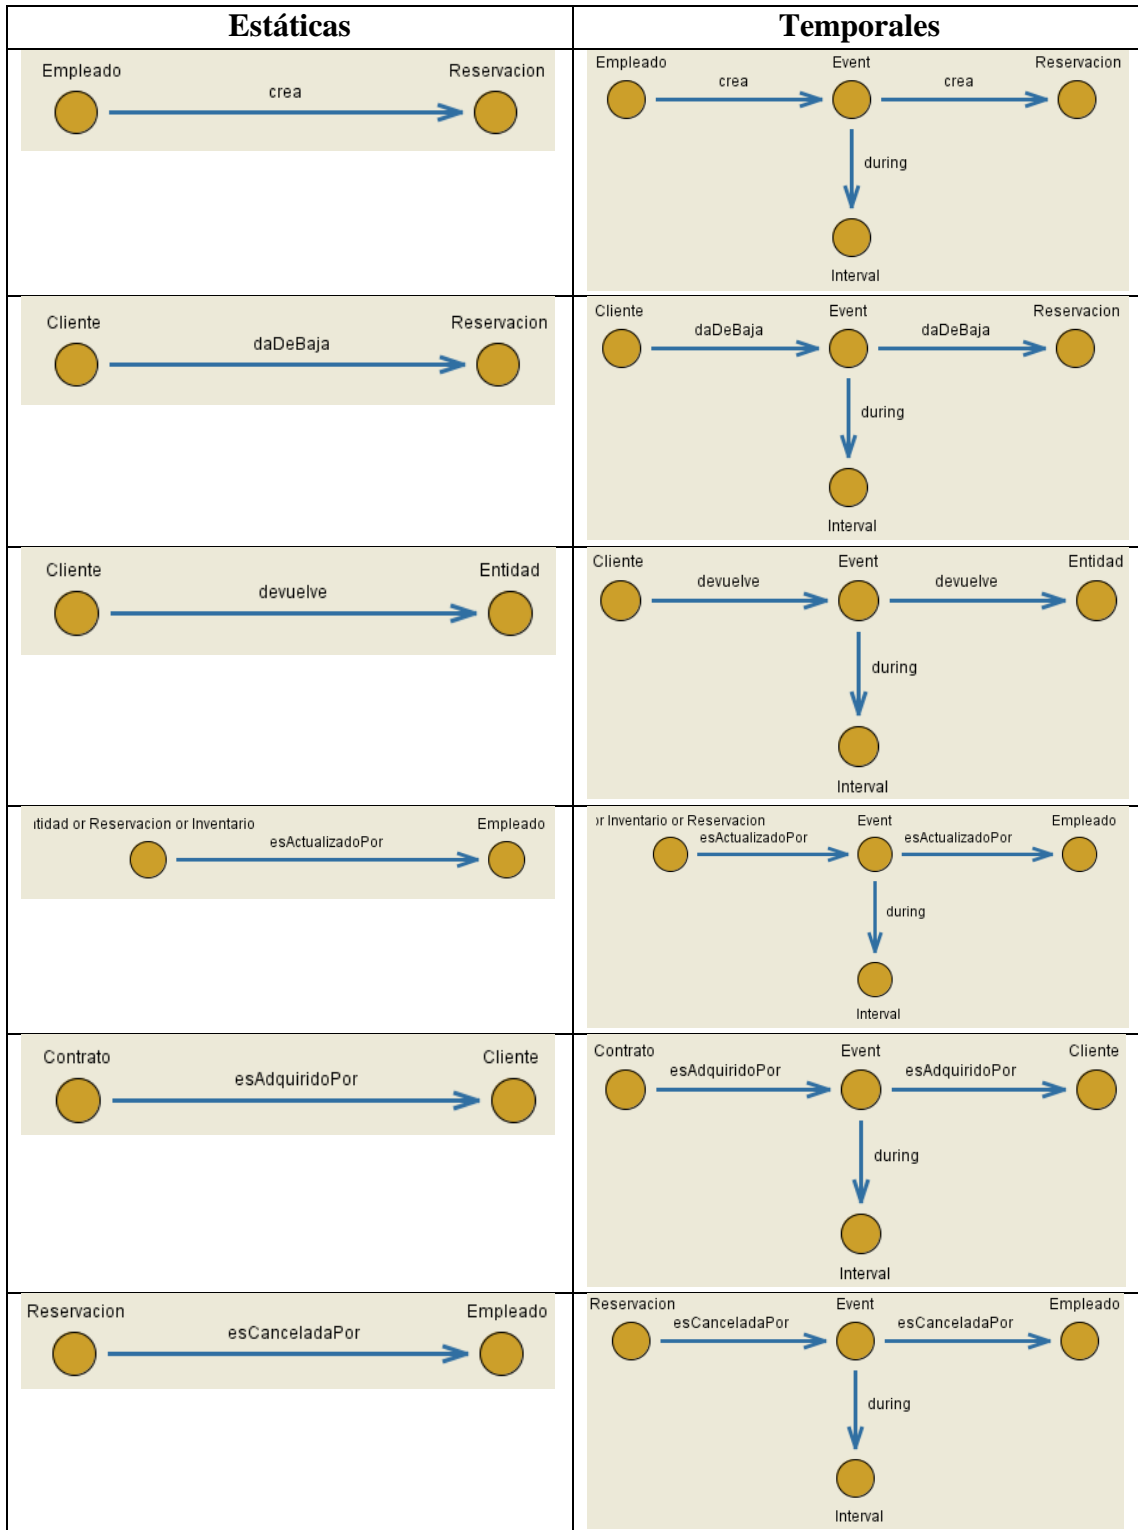 Estáticas Temporales
Empleado Reservacion
crea
Empleado Event Reservacion
crea crea
during
Interval
Cliente Reservacion
daDeBaja
Cliente Event Reservacion
daDeBaja daDeBaja
during
Interval
Cliente Entidad
devuelve
Cliente Event Entidad
devuelve devuelve
during
Interval
tidad or Reservacion or Inventario Empleado
esActualizadoPor
or Inventario or Reservacion Event Empleado
esActualizadoPor esActualizadoPor
during
Interval
Contrato Cliente
esAdquiridoPor
Contrato Event Cliente
esAdquiridoPor esAdquiridoPor
during
Interval
Reservacion Empleado
esCanceladaPor
Reservacion Event Empleado
esCanceladaPor esCanceladaPor
during
Interval